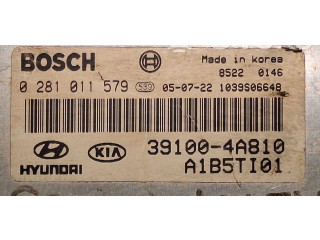 BOSCH Made in Korea
8522 0146
0 281 011 579 539 05-07-22 1039S06648
HYUNDAI KIA 39100-4A810
A1B5TI01